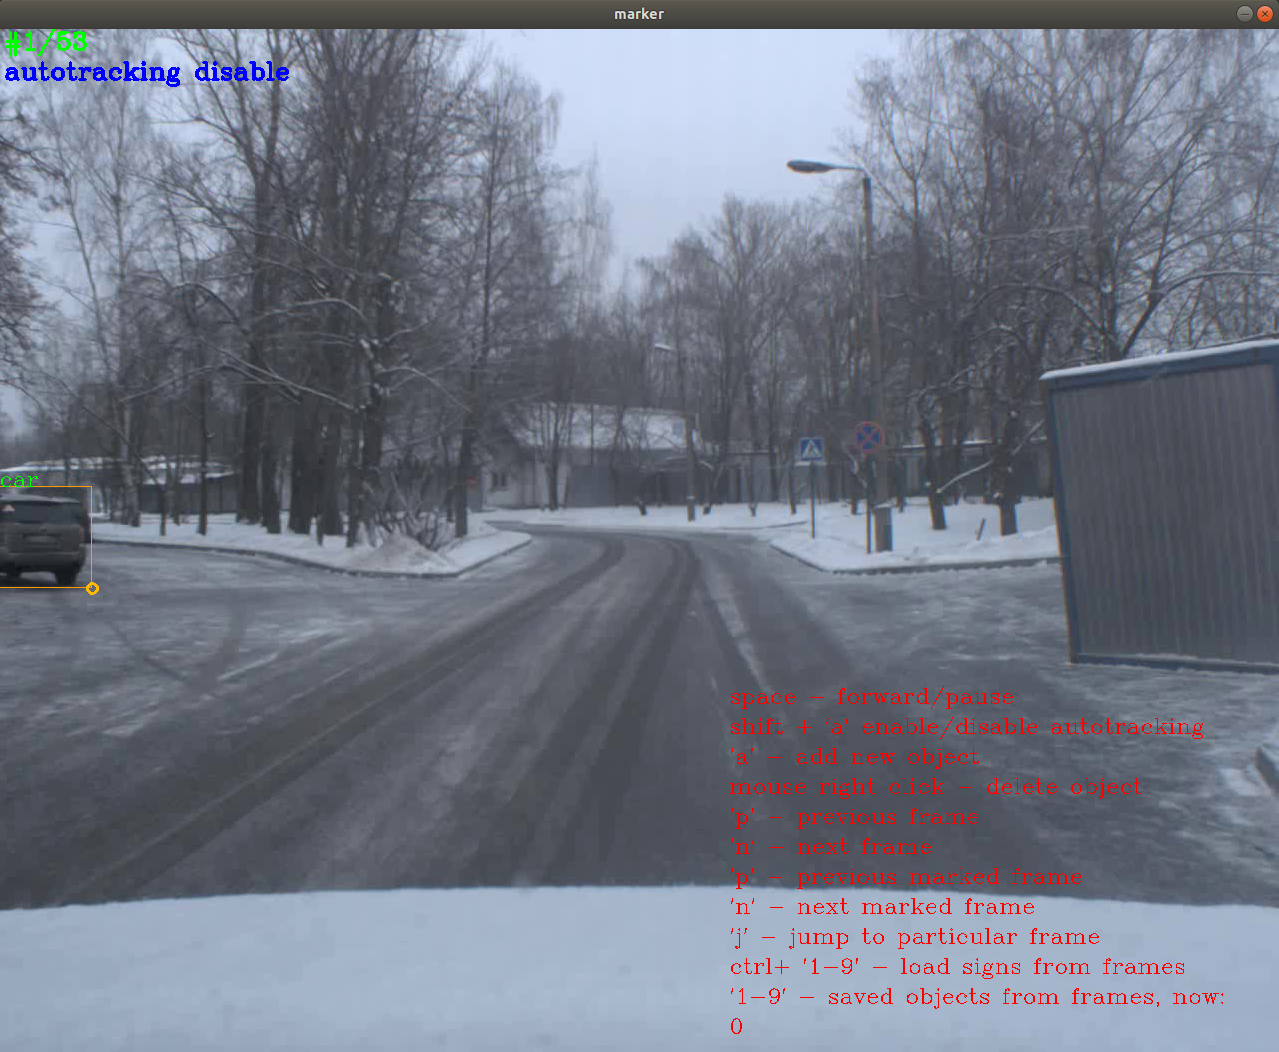 marker
#1/53
autotracking disable
car
space - forward/pause
shift + 'a' enable/disable autotracking
'a' - add new object
mouse right click - delete object
'p' - previous frame
'n' - next frame
'p' - previous marked frame
'n' - next marked frame
'j' - jump to particular frame
ctrl+ '1-9' - load signs from frames
'1-9' - saved objects from frames, now:
0